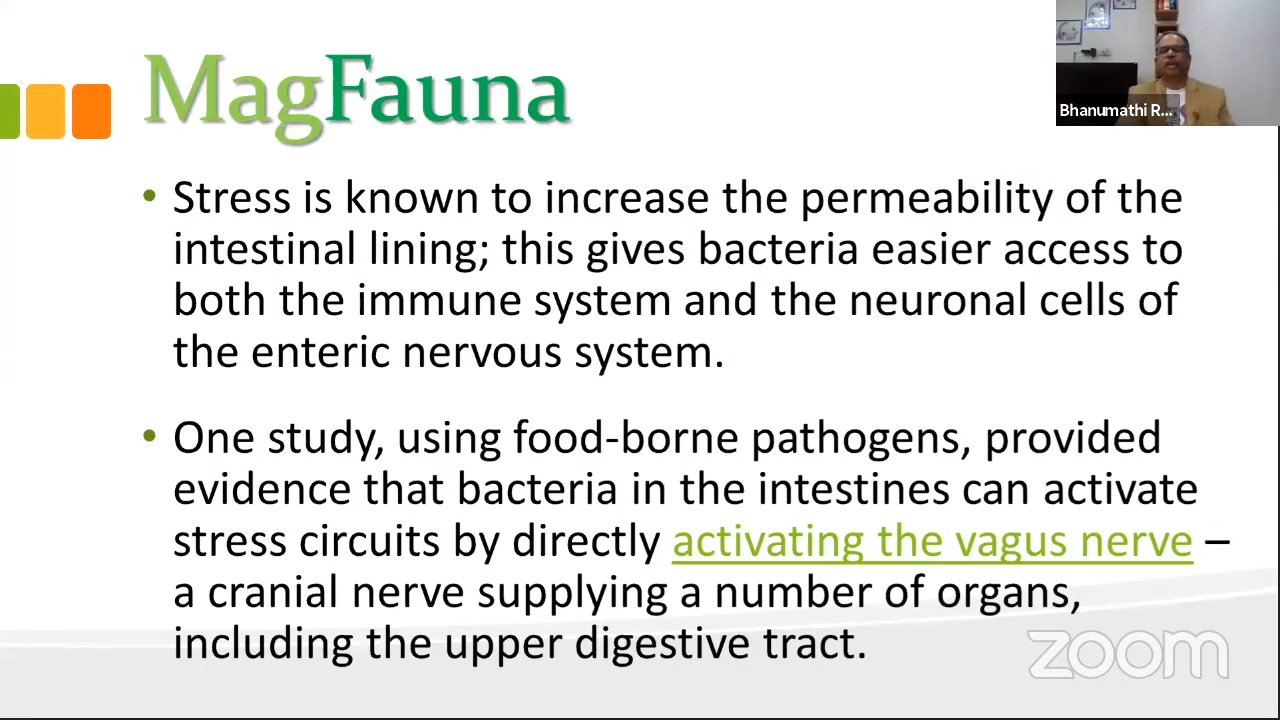 MagFauna
Bhanumathi R...
• Stress is known to increase the permeability of the
intestinal lining; this gives bacteria easier access to
both the immune system and the neuronal cells of
the enteric nervous system.
• One study, using food-borne pathogens, provided
evidence that bacteria in the intestines can activate
stress circuits by directly activating the vagus nerve –
a cranial nerve supplying a number of organs,
including the upper digestive tract.
zoom